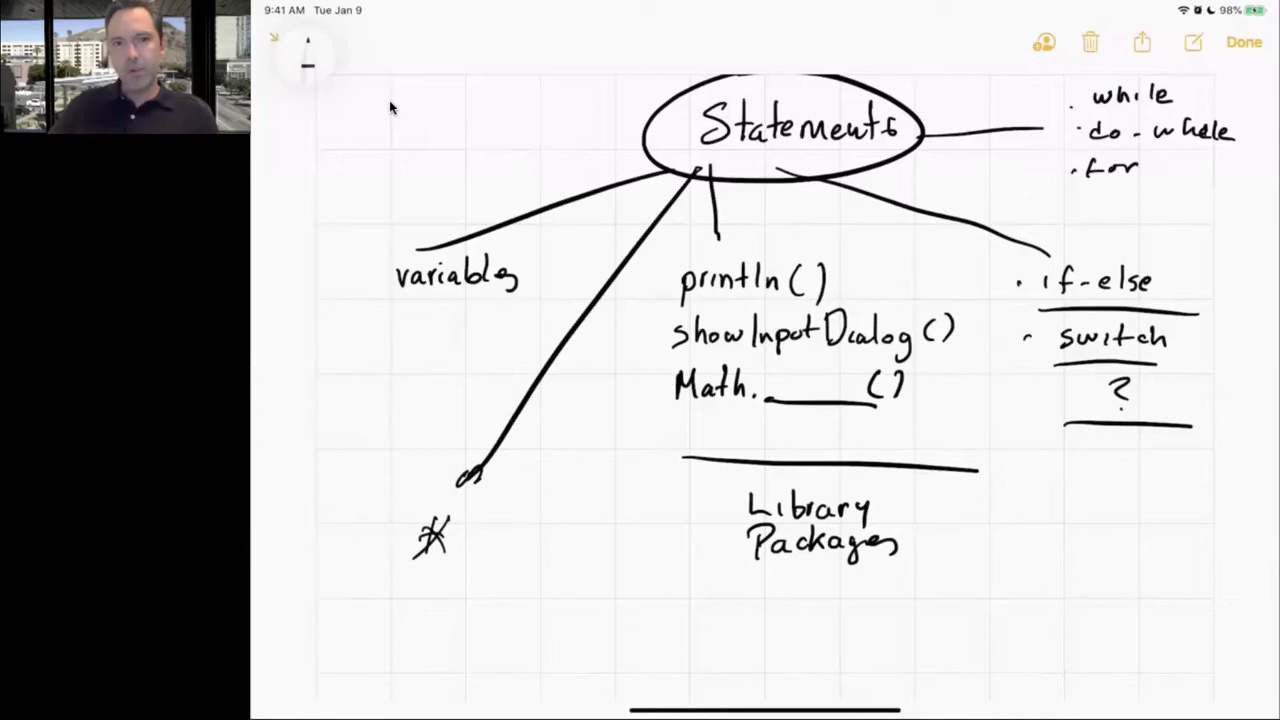 9:41 AM Tue Jan 9
98%
Done
Statements
. while
. do - while
. for
variables
println ( )
showInputDialog ( )
Math. ______ ( )
. if - else
- switch
?
Library
Packages